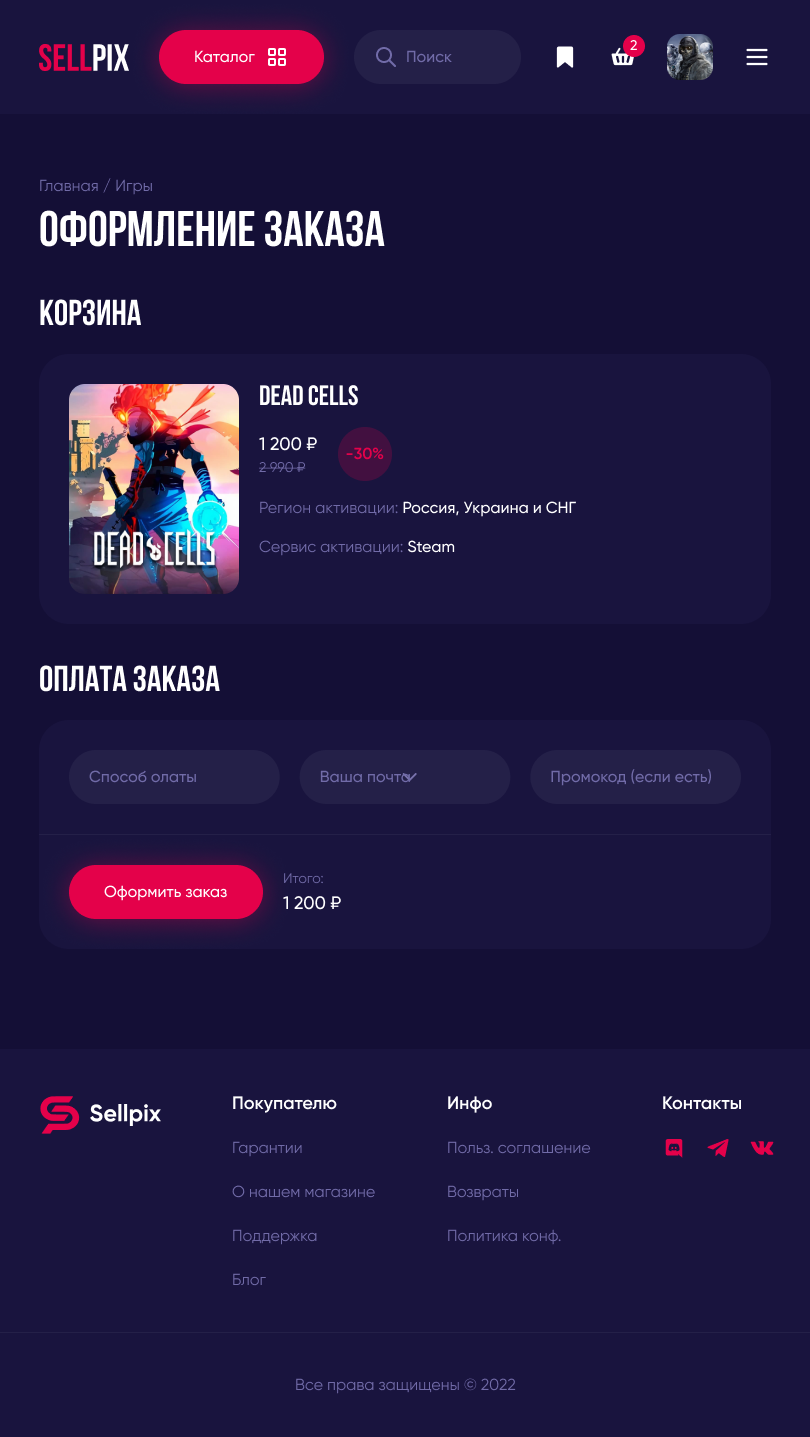 SELLPIX
Каталог
Поиск
2
Главная / Игры
ОФОРМЛЕНИЕ ЗАКАЗА
КОРЗИНА
DEAD CELLS
DEAD CELLS
1 200 ₽
-30%
2 990 ₽
Регион активации: Россия, Украина и СНГ
Сервис активации: Steam
ОПЛАТА ЗАКАЗА
Способ олаты
Ваша почта
Промокод (если есть)
Оформить заказ
Итого:
1 200 ₽
Sellpix
Покупателю
Гарантии
О нашем магазине
Поддержка
Блог
Инфо
Польз. соглашение
Возвраты
Политика конф.
Контакты
Все права защищены © 2022